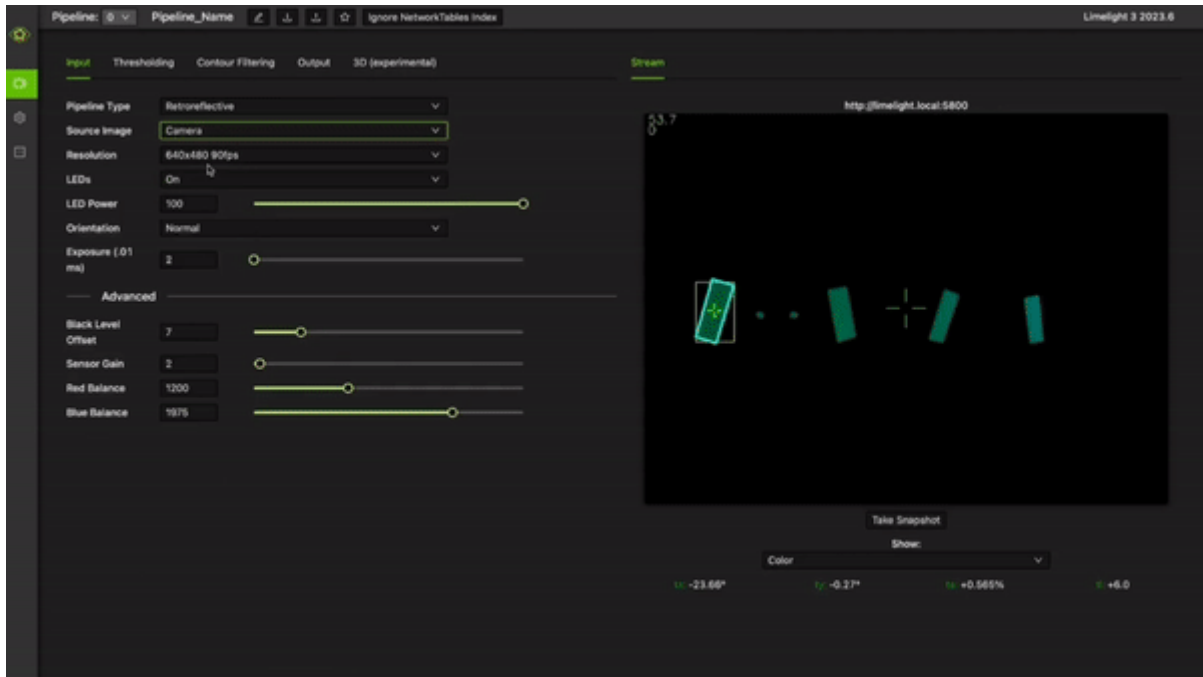 Pipeline: 0 Pipeline_Name Ignore NetworkTables Index Limelight 3 2023.6
Input Thresholding Contour Filtering Output 3D (experimental)
Stream
Pipeline Type Retroreflective
http://limelight.local:5800
Source Image Camera
53.7
0
Resolution 640x480 90fps
LEDs On
LED Power 100
Orientation Normal
Exposure (.01
ms) 2
Advanced
Black Level
Offset 7
Sensor Gain 2
Red Balance 1200
Blue Balance 1975
Take Snapshot
Show:
Color
tx: -23.66° ty: -0.27° ta: +0.565% tl: +6.0